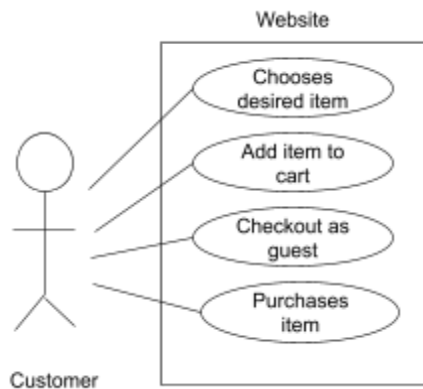 Website
Chooses
desired item
Add item to
cart
Checkout as
guest
Purchases
item
Customer